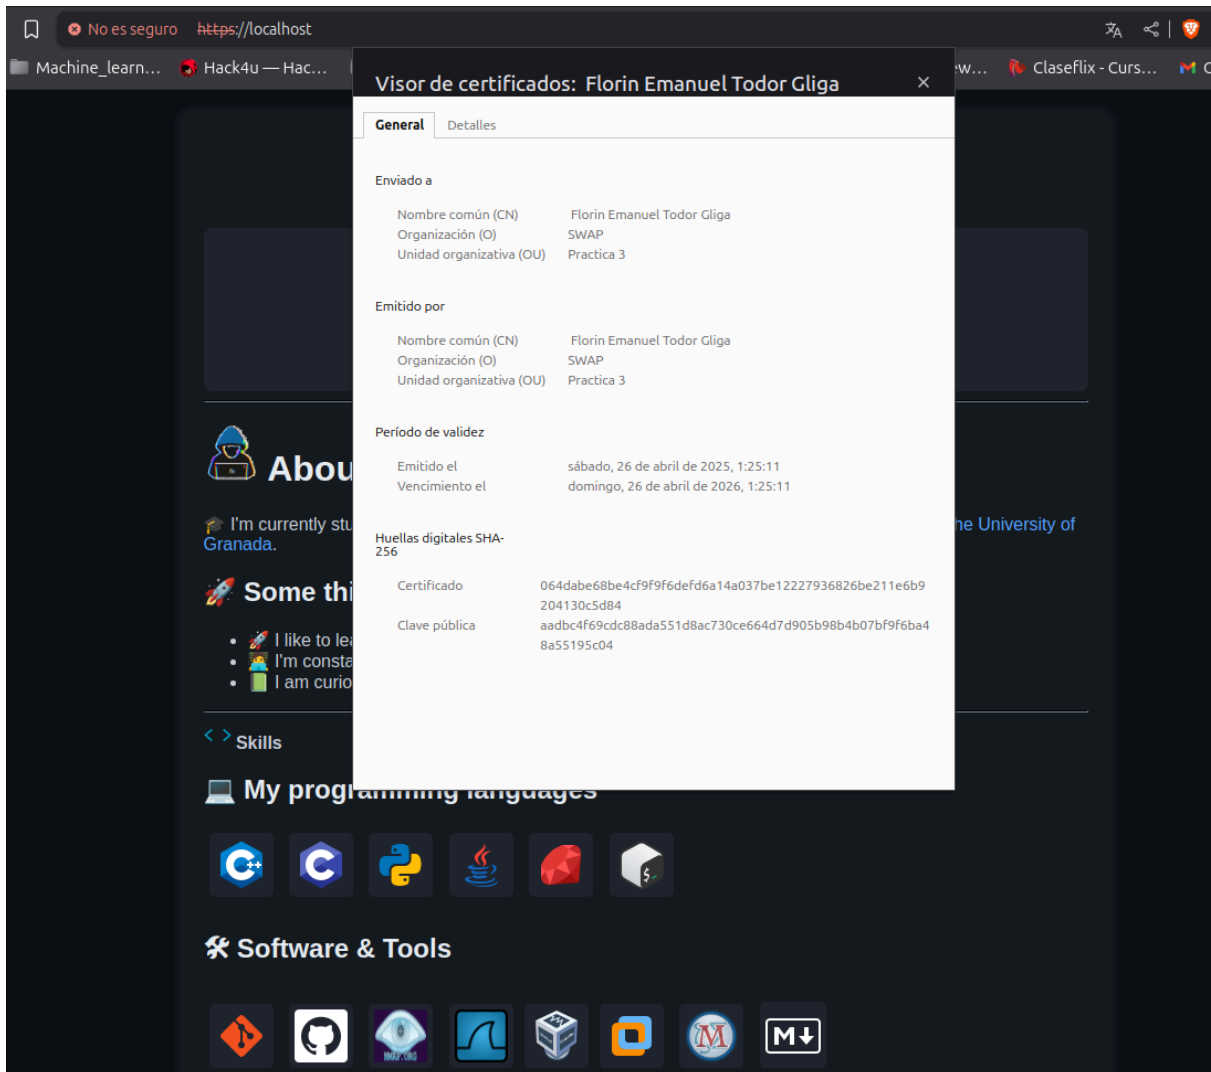 No es seguro https://localhost
Machine_learn... Hack4u — Hac... ew... Claseflix - Curs...
Visor de certificados: Florin Emanuel Todor Gliga
General Detalles
Enviado a
Nombre común (CN) Florin Emanuel Todor Gliga
Organización (O) SWAP
Unidad organizativa (OU) Practica 3
Emitido por
Nombre común (CN) Florin Emanuel Todor Gliga
Organización (O) SWAP
Unidad organizativa (OU) Practica 3
Período de validez
Emitido el sábado, 26 de abril de 2025, 1:25:11
Vencimiento el domingo, 26 de abril de 2026, 1:25:11
Huellas digitales SHA-
256
Certificado 064dabe68be4cf9f9f6defd6a14a037be12227936826be211e6b9
204130c5d84
Clave pública aadbc4f69cdc88ada551d8ac730ce664d7d905b98b4b07bf9f6ba4
8a55195c04
Abou
I'm currently stu he University of
Granada.
Some thi
I like to lea
I'm consta
I am curio
Skills
My programming languages
Software & Tools
NMAP.ORG